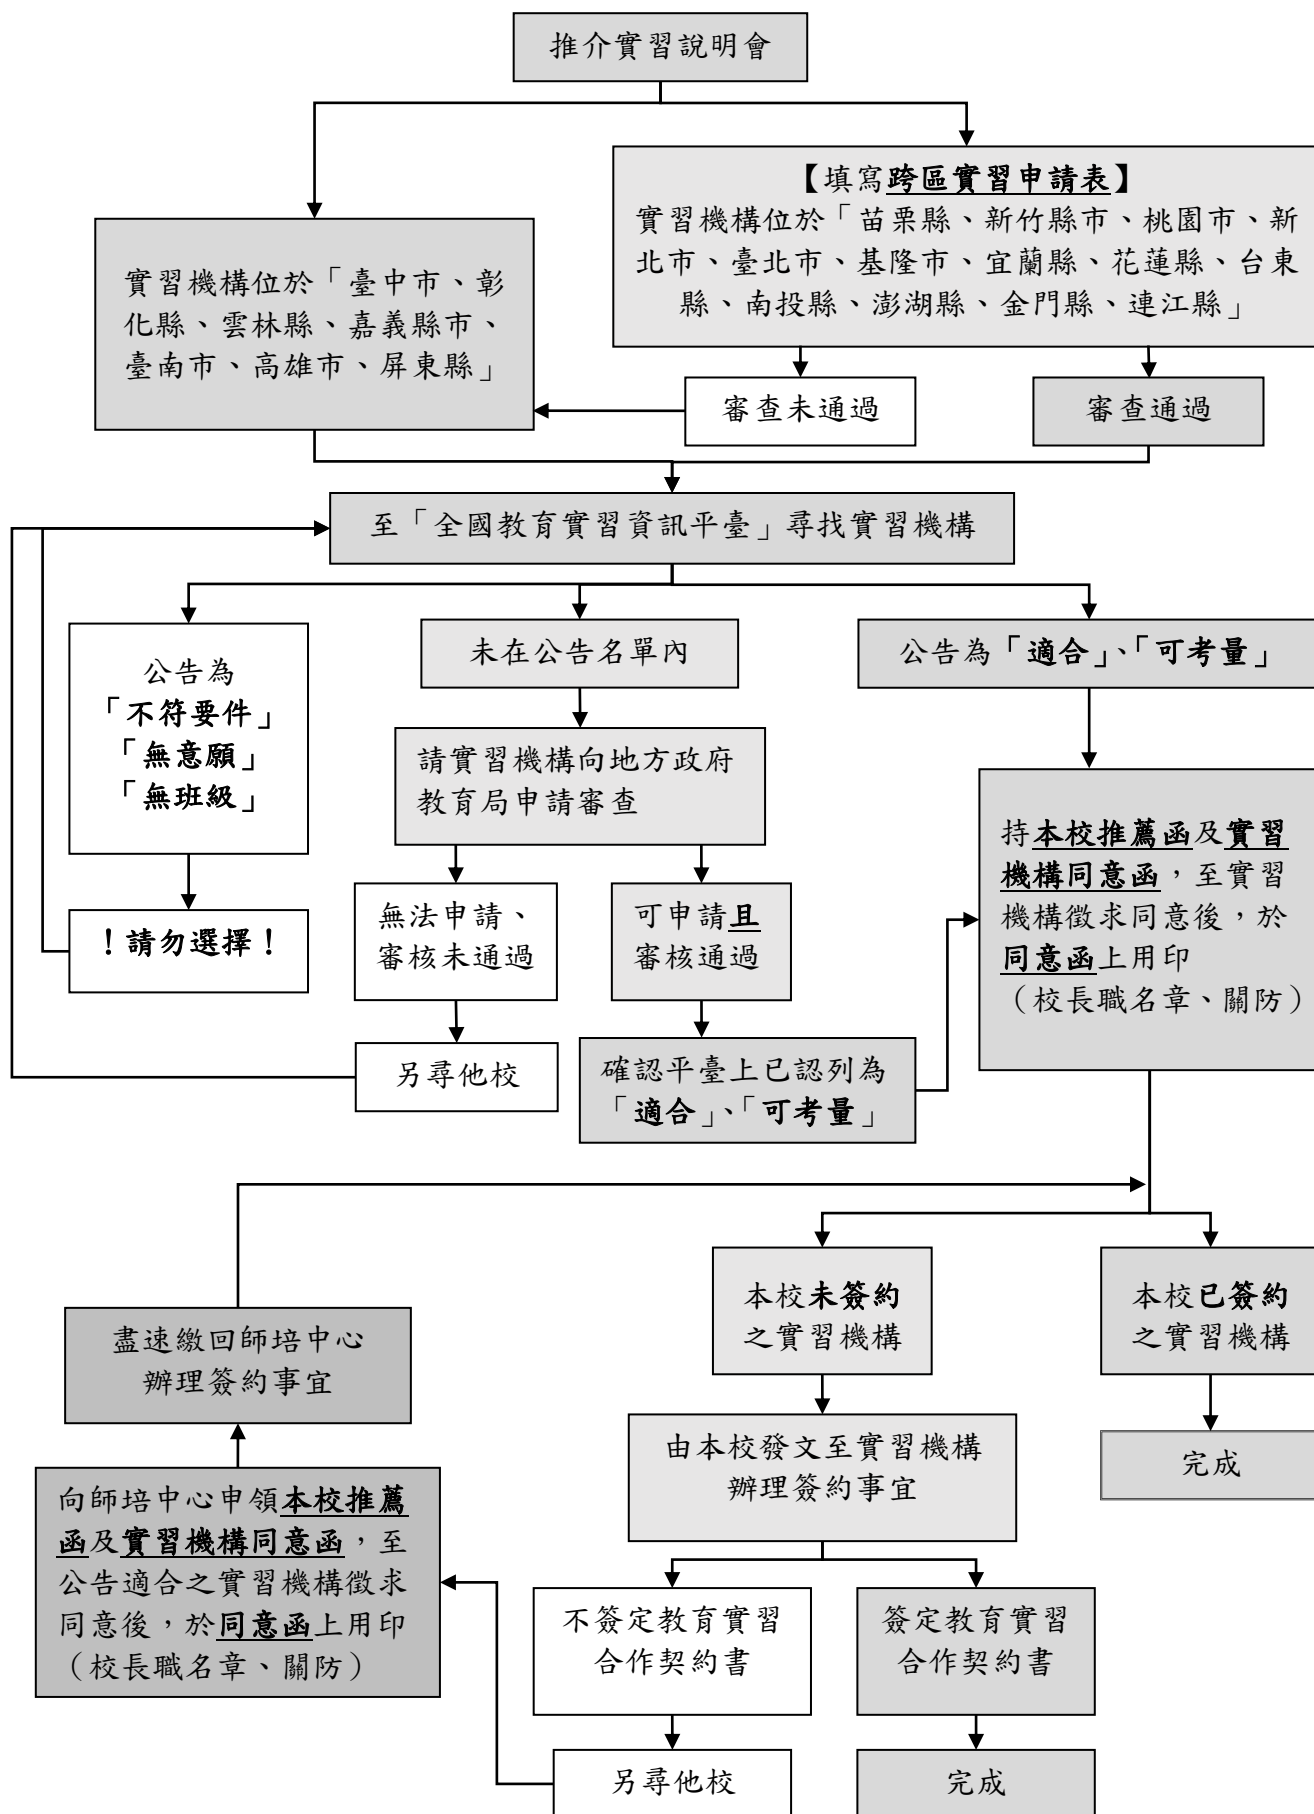 推介實習說明會
【填寫跨區實習申請表】
實習機構位於「苗栗縣、新竹縣市、桃園市、新
北市、臺北市、基隆市、宜蘭縣、花蓮縣、台東
縣、南投縣、澎湖縣、金門縣、連江縣」
實習機構位於「臺中市、彰
化縣、雲林縣、嘉義縣市、
臺南市、高雄市、屏東縣」
審查未通過
審查通過
至「全國教育實習資訊平臺」尋找實習機構
公告為
「不符要件」
「無意願」
「無班級」
未在公告名單內
公告為「適合」、「可考量」
請實習機構向地方政府
教育局申請審查
持本校推薦函及實習
機構同意函，至實習
機構徵求同意後，於
同意函上用印
（校長職名章、關防）
！請勿選擇！
無法申請、
審核未通過
可申請且
審核通過
另尋他校
確認平臺上已認列為
「適合」、「可考量」
本校未簽約
之實習機構
本校已簽約
之實習機構
盡速繳回師培中心
辦理簽約事宜
由本校發文至實習機構
辦理簽約事宜
完成
向師培中心申領本校推薦
函及實習機構同意函，至
公告適合之實習機構徵求
同意後，於同意函上用印
（校長職名章、關防）
不簽定教育實習
合作契約書
簽定教育實習
合作契約書
另尋他校
完成